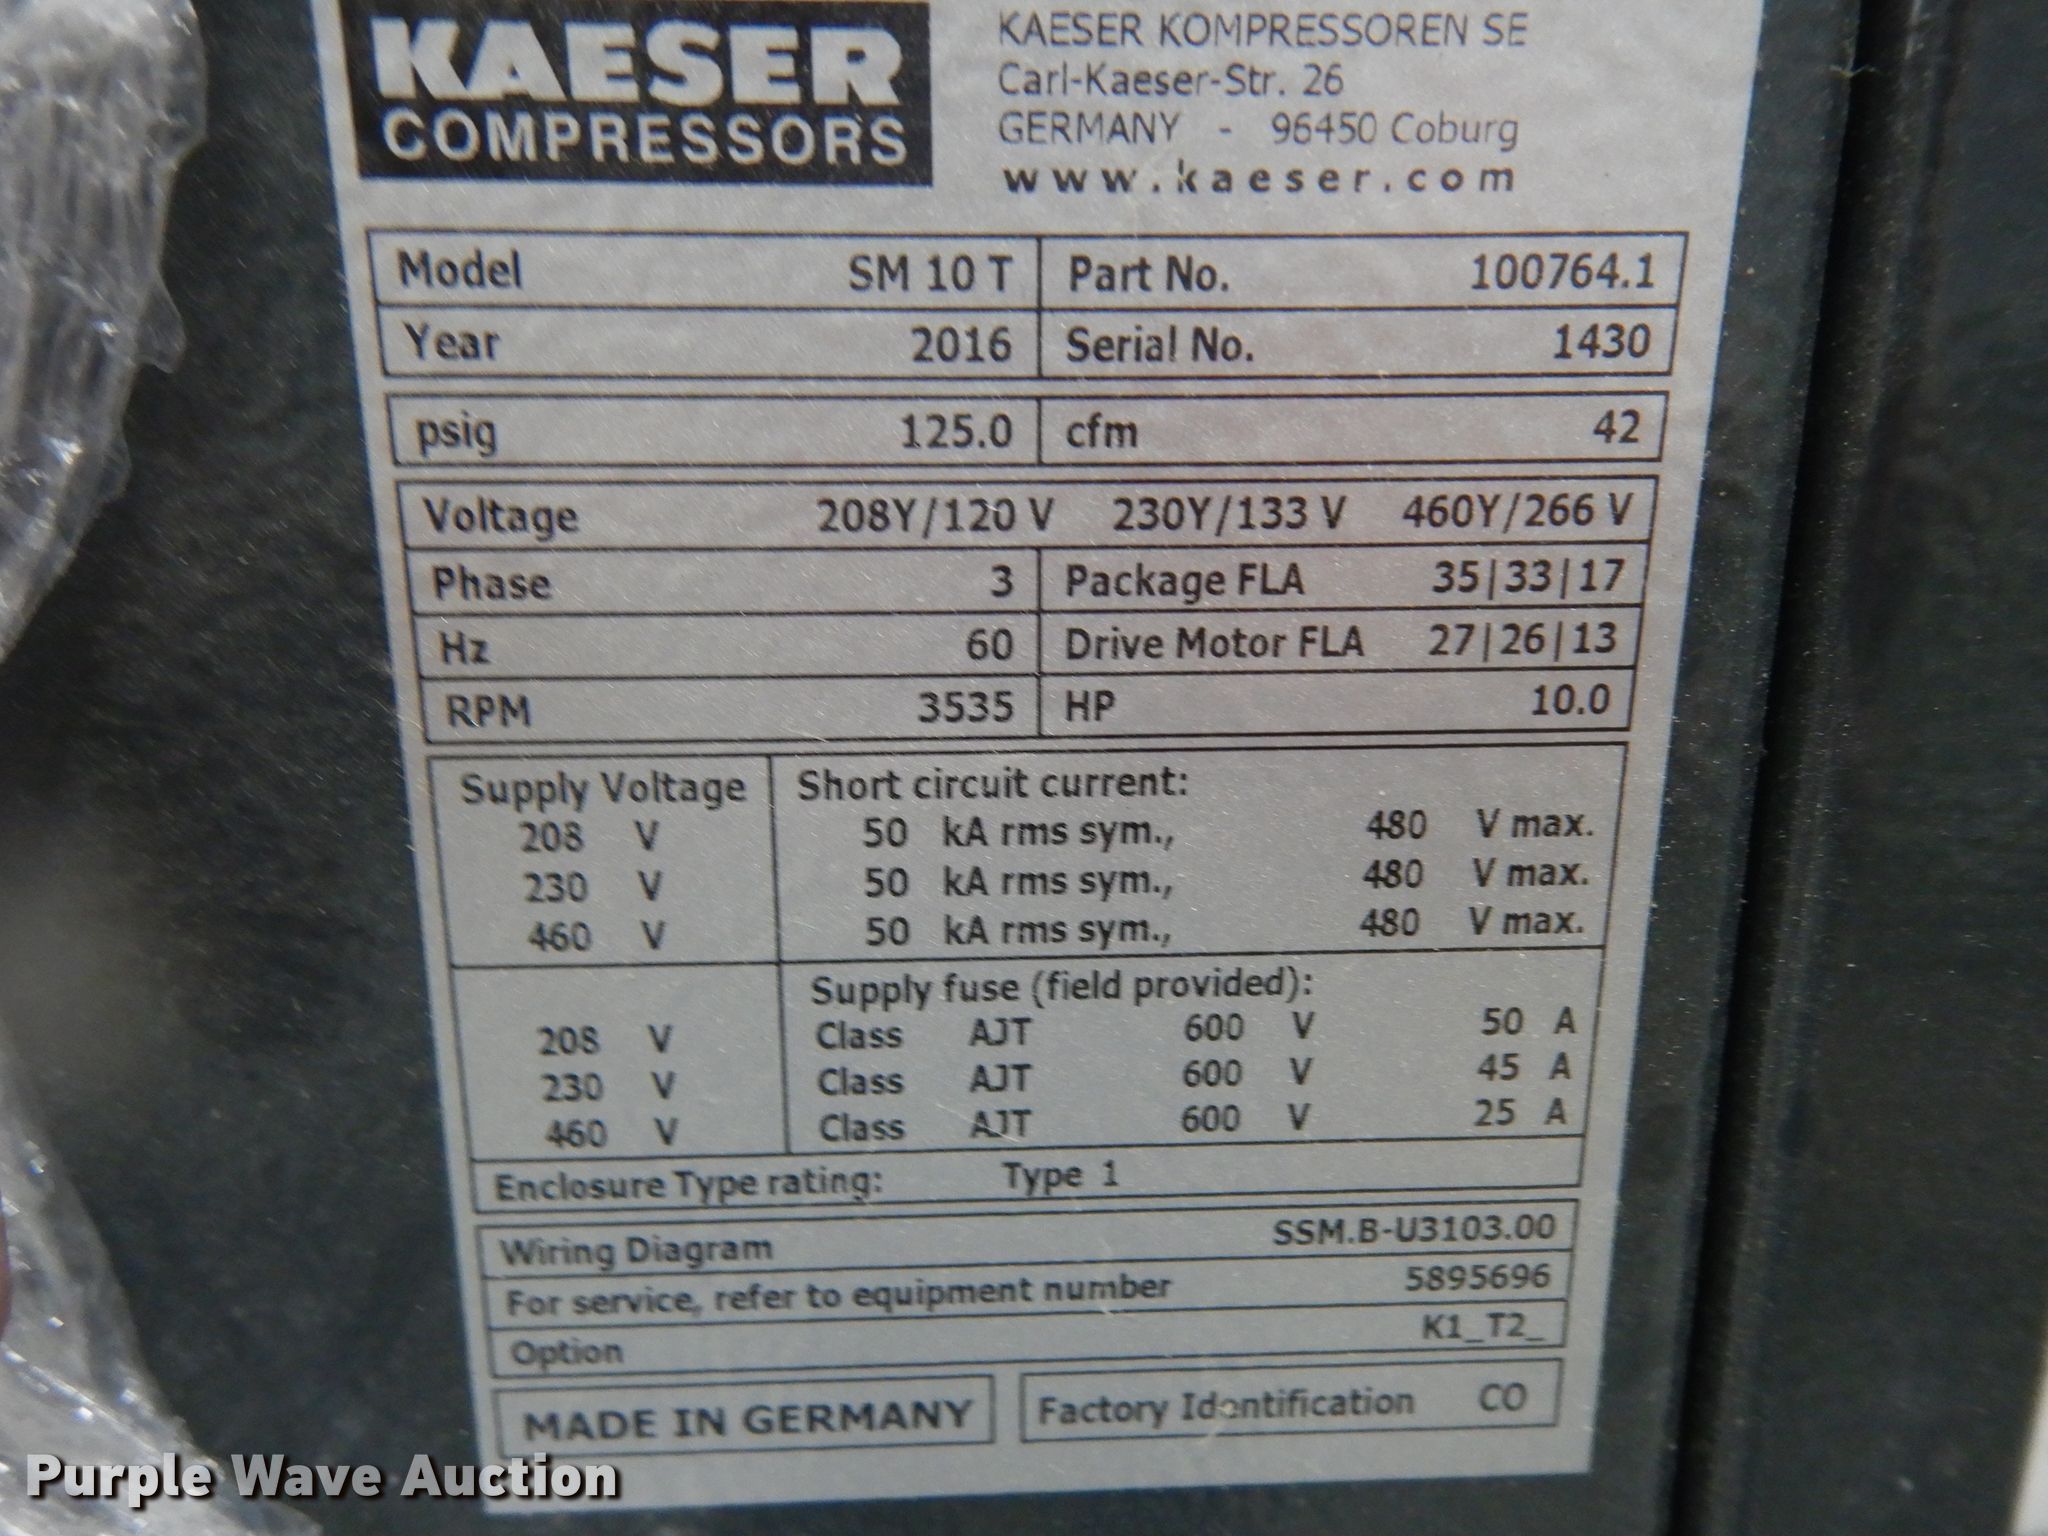 KAESER
COMPRESSORS
KAESER KOMPRESSOREN SE
Carl-Kaeser-Str. 26
GERMANY - 96450 Coburg
www.kaeser.com
Model SM 10 T Part No. 100764.1
Year 2016 Serial No. 1430
psig 125.0 cfm 42
Voltage 208Y/120 V 230Y/133 V 460Y/266 V
Phase 3 Package FLA 35|33|17
Hz 60 Drive Motor FLA 27|26|13
RPM 3535 HP 10.0
Supply Voltage Short circuit current:
208 V 50 kA rms sym., 480 V max.
230 V 50 kA rms sym., 480 V max.
460 V 50 kA rms sym., 480 V max.
Supply fuse (field provided):
208 V Class AJT 600 V 50 A
230 V Class AJT 600 V 45 A
460 V Class AJT 600 V 25 A
Enclosure Type rating: Type 1
Wiring Diagram SSM.B-U3103.00
For service, refer to equipment number 5895696
Option K1_T2_
MADE IN GERMANY Factory Identification CO
Purple Wave Auction